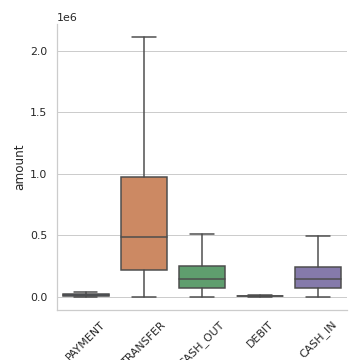 1e6
2.0
1.5
1.0
0.5
0.0
amount
PAYMENT
TRANSFER
CASH_OUT
DEBIT
CASH_IN